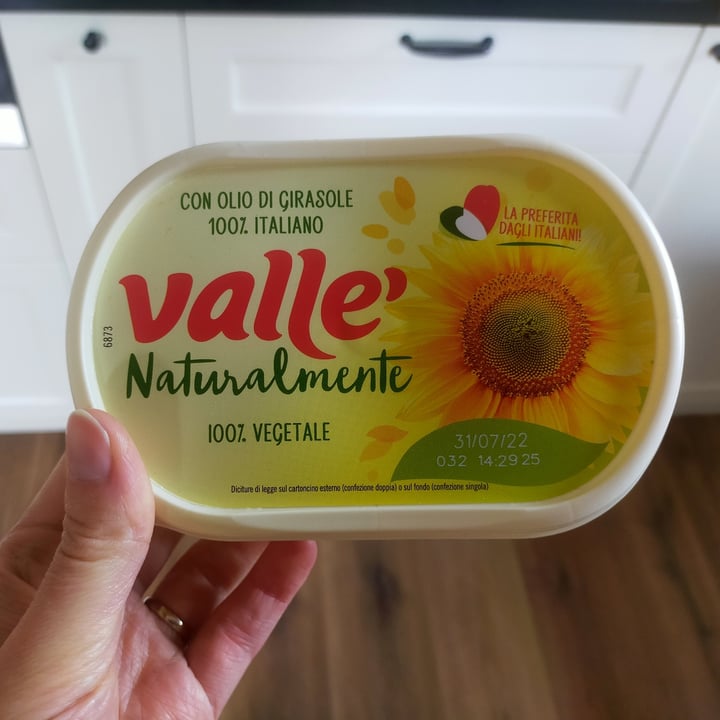 CON OLIO DI GIRASOLE
100% ITALIANO
LA PREFERITA
DAGLI ITALIANI!
valle'
Naturalmente
6873
100% VEGETALE
31/07/22
032 14:29 25
Diciture di legge sul cartoncino esterno (confezione doppia) o sul fondo (confezione singola)